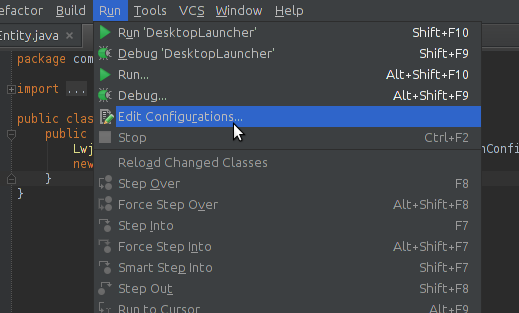 efactor Build Run Tools VCS Window Help
Entity.java
Run 'DesktopLauncher' Shift+F10
Debug 'DesktopLauncher' Shift+F9
package com
Run... Alt+Shift+F10
import ... Debug... Alt+Shift+F9
public clas Edit Configurations...
public Stop Ctrl+F2
Lwj nConfi
new Reload Changed Classes
} Step Over F8
} Force Step Over Alt+Shift+F8
Step Into F7
Force Step Into Alt+Shift+F7
Smart Step Into Shift+F7
Step Out Shift+F8
Run to Cursor Alt+F9